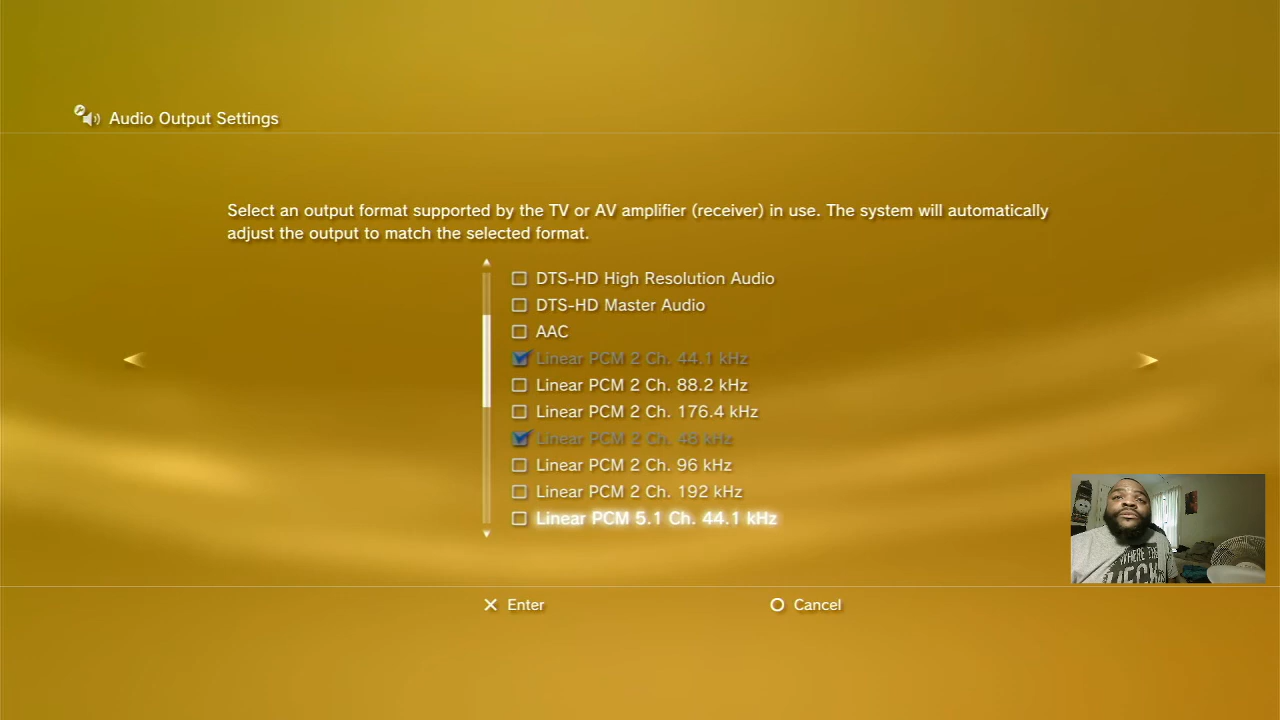 Audio Output Settings
Select an output format supported by the TV or AV amplifier (receiver) in use. The system will automatically
adjust the output to match the selected format.
DTS-HD High Resolution Audio
DTS-HD Master Audio
AAC
Linear PCM 2 Ch. 44.1 kHz
Linear PCM 2 Ch. 88.2 kHz
Linear PCM 2 Ch. 176.4 kHz
Linear PCM 2 Ch. 48 kHz
Linear PCM 2 Ch. 96 kHz
Linear PCM 2 Ch. 192 kHz
Linear PCM 5.1 Ch. 44.1 kHz
WHERE THE
HECK
Enter
Cancel